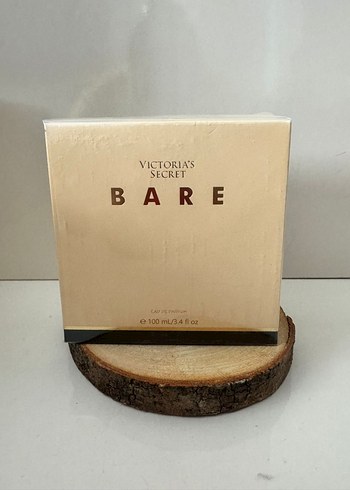 VICTORIA'S
SECRET
BARE
EAU DE PARFUM
℮ 100 mL/3.4 fl oz